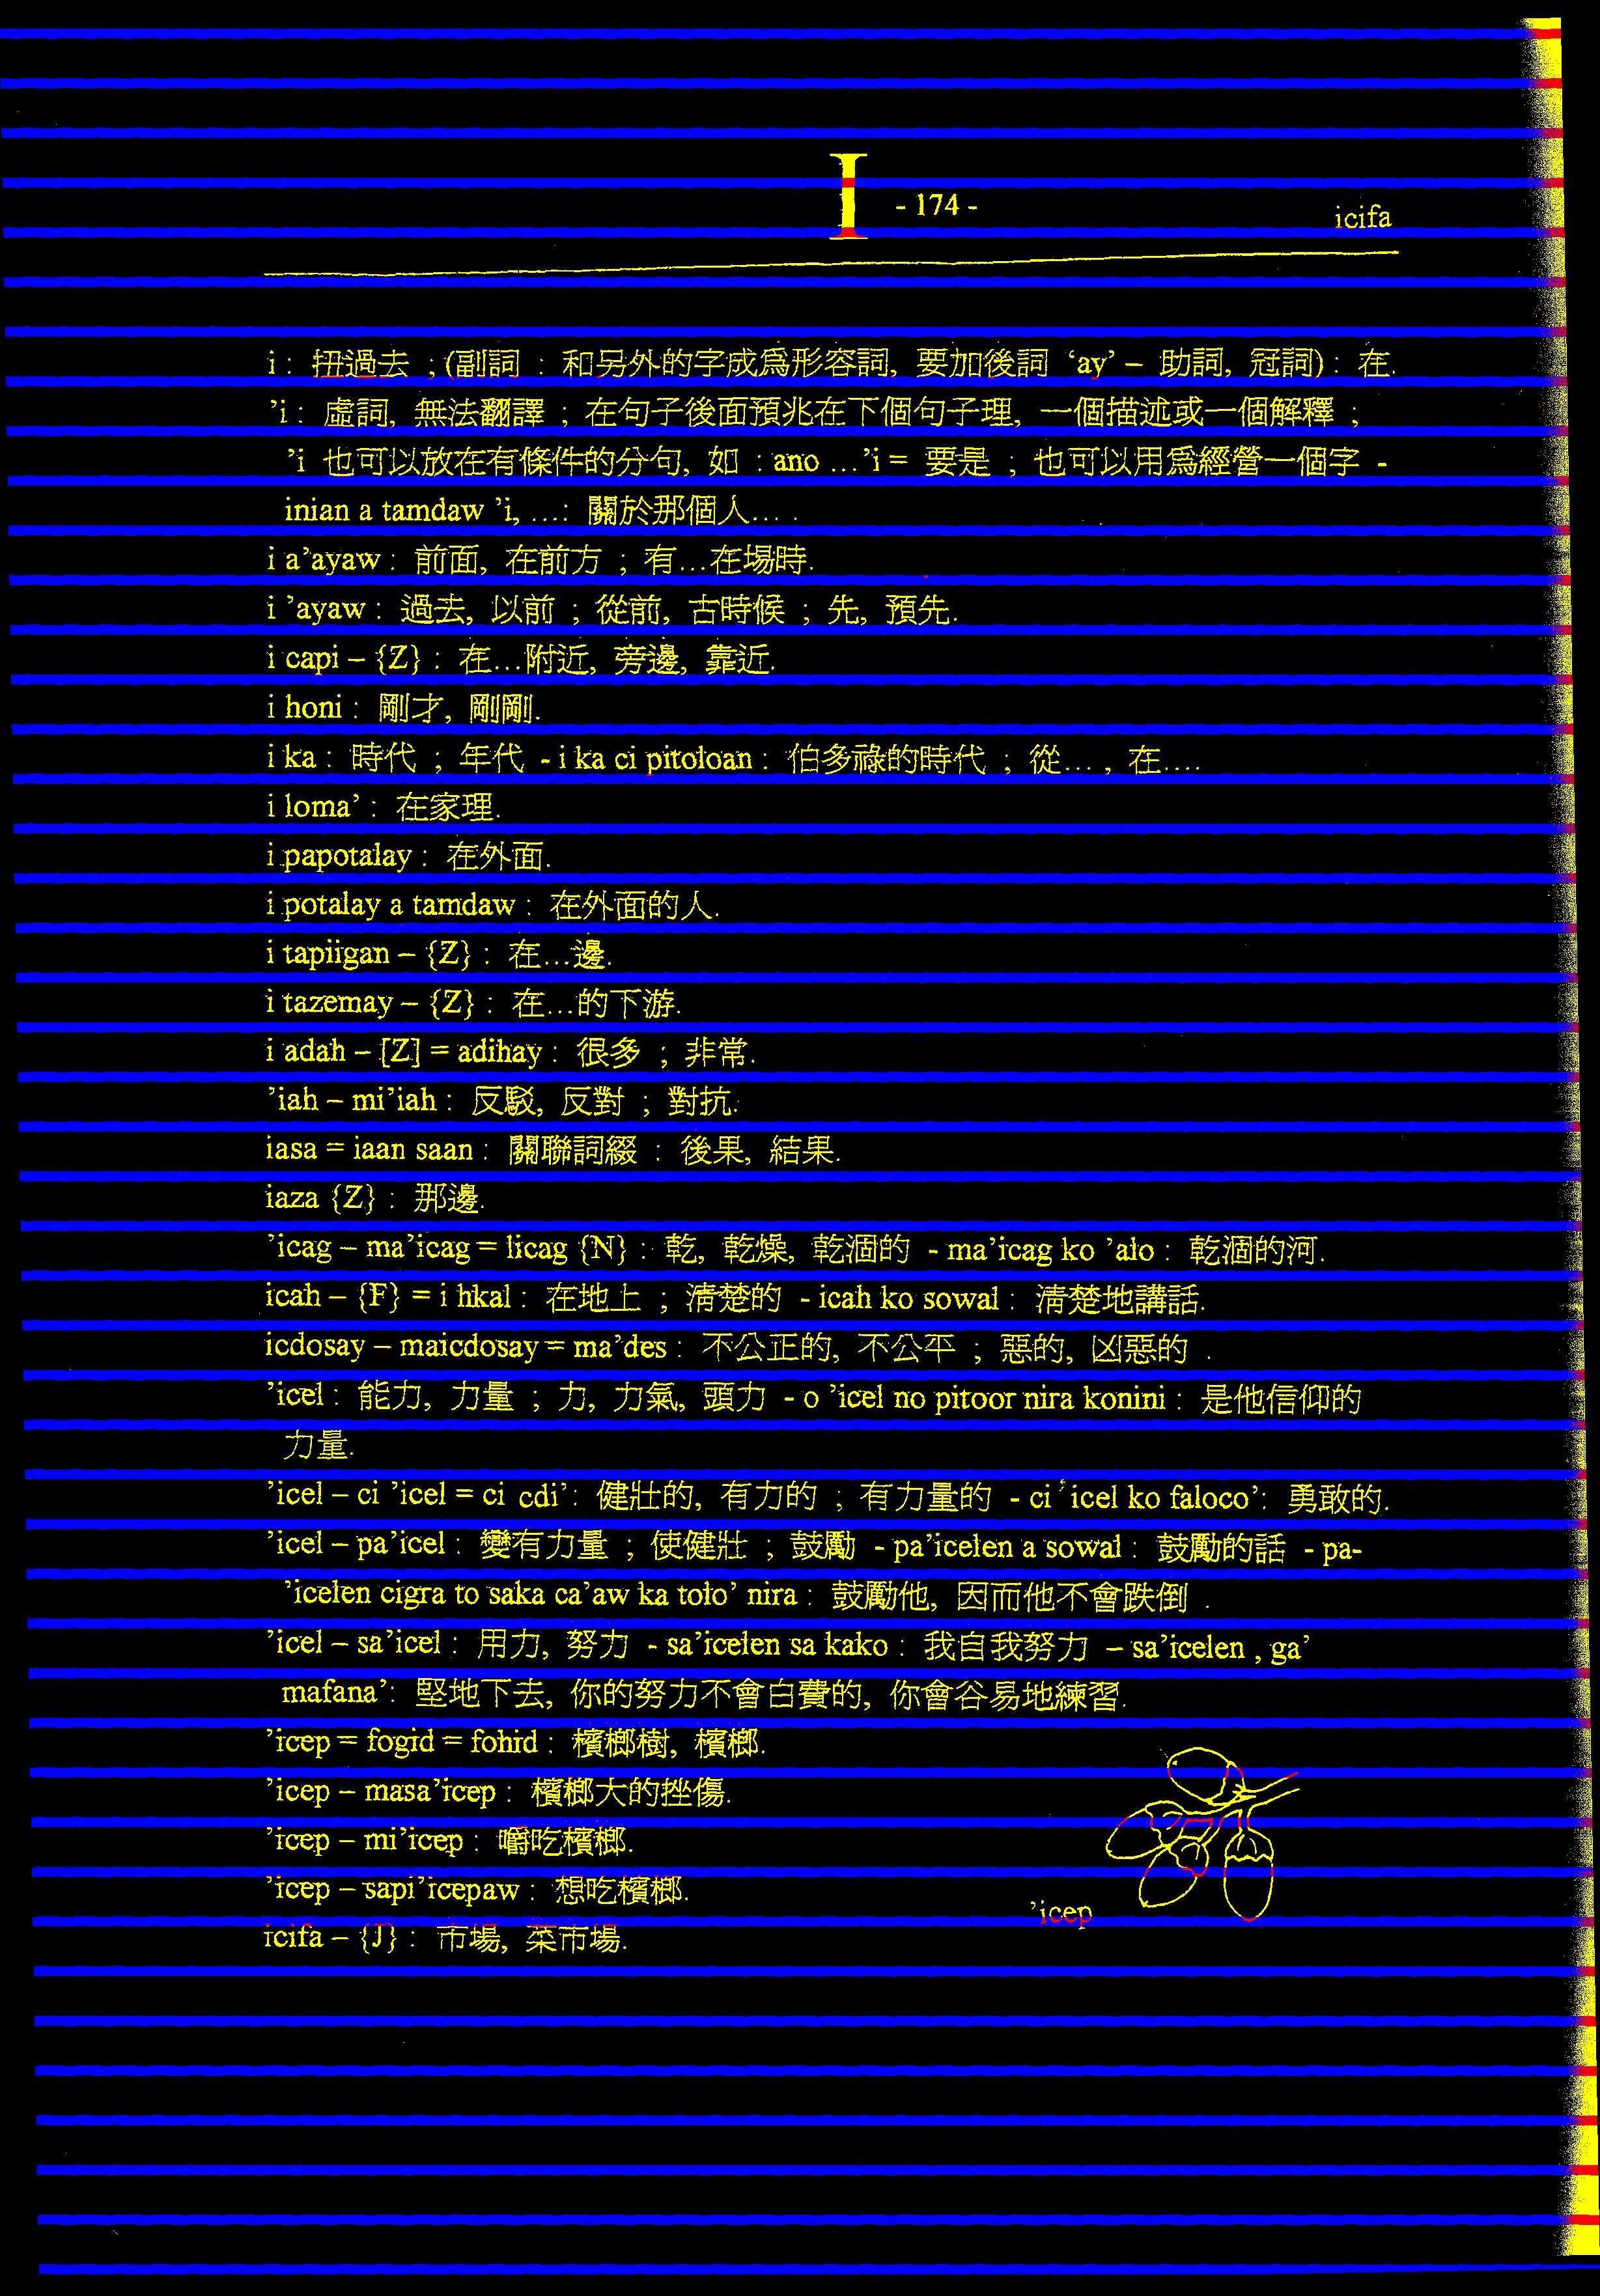 I - 174 - icifa
i : 扭過去 ; (副詞 : 和另外的字成爲形容詞, 要加後詞 ‘ay’ – 助詞, 冠詞) : 在.
’i : 虛詞, 無法翻譯 ; 在句子後面預兆在下個句子理, 一個描述或一個解釋 ;
’i 也可以放在有條件的分句, 如 : ano ...’i = 要是 ; 也可以用爲經營一個字 -
inian a tamdaw ’i, ...: 關於那個人... .
i a’ayaw : 前面, 在前方 ; 有...在場時.
i ’ayaw : 過去, 以前 ; 從前, 古時候 ; 先, 預先.
i capi – {Z} : 在...附近, 旁邊, 靠近.
i honi : 剛才, 剛剛.
i ka : 時代 ; 年代 - i ka ci pitoloan : 伯多祿的時代 ; 從... , 在....
i loma’ : 在家理.
i papotalay : 在外面.
i potalay a tamdaw : 在外面的人.
i tapiigan – {Z} : 在...邊.
i tazemay – {Z} : 在...的下游.
i adah – [Z] = adihay : 很多 ; 非常.
’iah – mi’iah : 反駁, 反對 ; 對抗.
iasa = iaan saan : 關聯詞綴 : 後果, 結果.
iaza {Z} : 那邊.
’icag – ma’icag = licag {N} : 乾, 乾燥, 乾涸的 - ma’icag ko ’alo : 乾涸的河.
icah – {F} = i hkal : 在地上 ; 清楚的 - icah ko sowal : 清楚地講話.
icdosay – maicdosay = ma’des : 不公正的, 不公平 ; 惡的, 凶惡的 .
’icel : 能力, 力量 ; 力, 力氣, 頭力 - o ’icel no pitoor nira konini : 是他信仰的
力量.
’icel – ci ’icel = ci cdi’ : 健壯的, 有力的 ; 有力量的 - ci ’icel ko faloco’ : 勇敢的.
’icel – pa’icel : 變有力量 ; 使健壯 ; 鼓勵 - pa’icelen a sowal : 鼓勵的話 - pa-
’icelen cigra to saka ca’aw ka tolo’ nira : 鼓勵他, 因而他不會跌倒 .
’icel – sa’icel : 用力, 努力 - sa’icelen sa kako : 我自我努力 – sa’icelen , ga’
mafana’ : 堅地下去, 你的努力不會白費的, 你會谷易地練習.
’icep = fogid = fohid : 檳榔樹, 檳榔.
’icep – masa’icep : 檳榔大的挫傷.
’icep – mi’icep : 嚼吃檳榔.
’icep – sapi’icepaw : 想吃檳榔.
’icep
icifa – {J} : 市場, 菜市場.